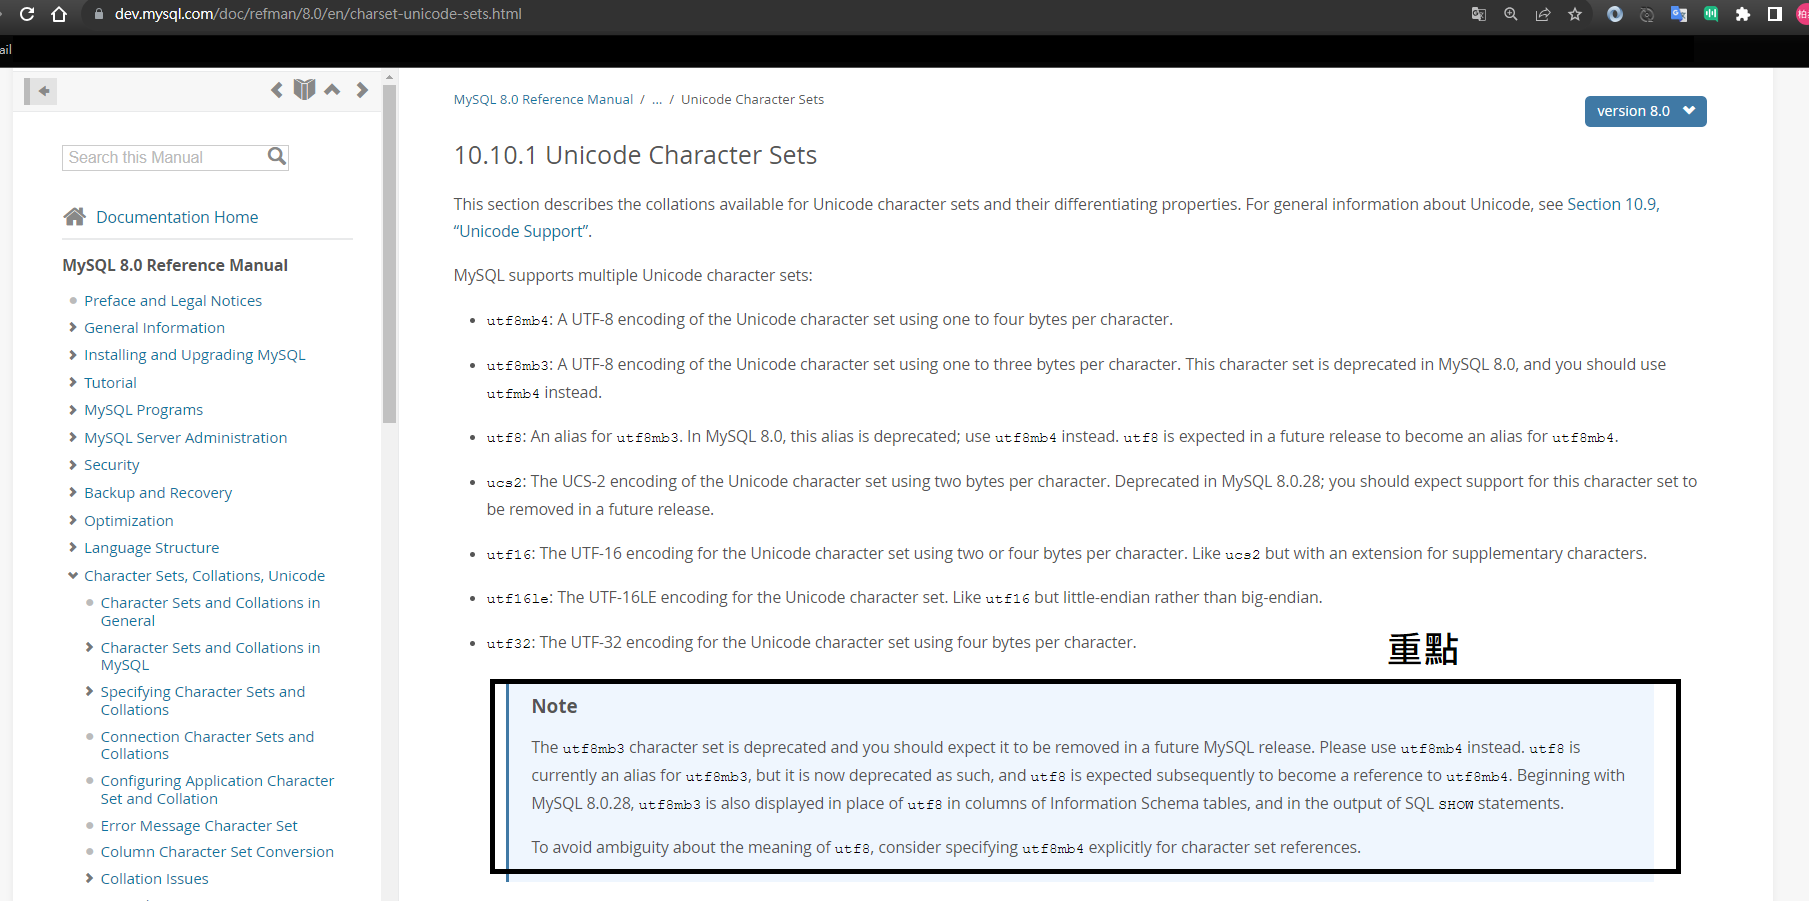 dev.mysql.com/doc/refman/8.0/en/charset-unicode-sets.html
ail
Search this Manual
Documentation Home
MySQL 8.0 Reference Manual
Preface and Legal Notices
General Information
Installing and Upgrading MySQL
Tutorial
MySQL Programs
MySQL Server Administration
Security
Backup and Recovery
Optimization
Language Structure
Character Sets, Collations, Unicode
Character Sets and Collations in
General
Character Sets and Collations in
MySQL
Specifying Character Sets and
Collations
Connection Character Sets and
Collations
Configuring Application Character
Set and Collation
Error Message Character Set
Column Character Set Conversion
Collation Issues
MySQL 8.0 Reference Manual / ... / Unicode Character Sets
version 8.0
10.10.1 Unicode Character Sets
This section describes the collations available for Unicode character sets and their differentiating properties. For general information about Unicode, see Section 10.9,
“Unicode Support”.
MySQL supports multiple Unicode character sets:
utf8mb4: A UTF-8 encoding of the Unicode character set using one to four bytes per character.
utf8mb3: A UTF-8 encoding of the Unicode character set using one to three bytes per character. This character set is deprecated in MySQL 8.0, and you should use
utfmb4 instead.
utf8: An alias for utf8mb3. In MySQL 8.0, this alias is deprecated; use utf8mb4 instead. utf8 is expected in a future release to become an alias for utf8mb4.
ucs2: The UCS-2 encoding of the Unicode character set using two bytes per character. Deprecated in MySQL 8.0.28; you should expect support for this character set to
be removed in a future release.
utf16: The UTF-16 encoding for the Unicode character set using two or four bytes per character. Like ucs2 but with an extension for supplementary characters.
utf16le: The UTF-16LE encoding for the Unicode character set. Like utf16 but little-endian rather than big-endian.
utf32: The UTF-32 encoding for the Unicode character set using four bytes per character.
重點
Note
The utf8mb3 character set is deprecated and you should expect it to be removed in a future MySQL release. Please use utf8mb4 instead. utf8 is
currently an alias for utf8mb3, but it is now deprecated as such, and utf8 is expected subsequently to become a reference to utf8mb4. Beginning with
MySQL 8.0.28, utf8mb3 is also displayed in place of utf8 in columns of Information Schema tables, and in the output of SQL SHOW statements.
To avoid ambiguity about the meaning of utf8, consider specifying utf8mb4 explicitly for character set references.